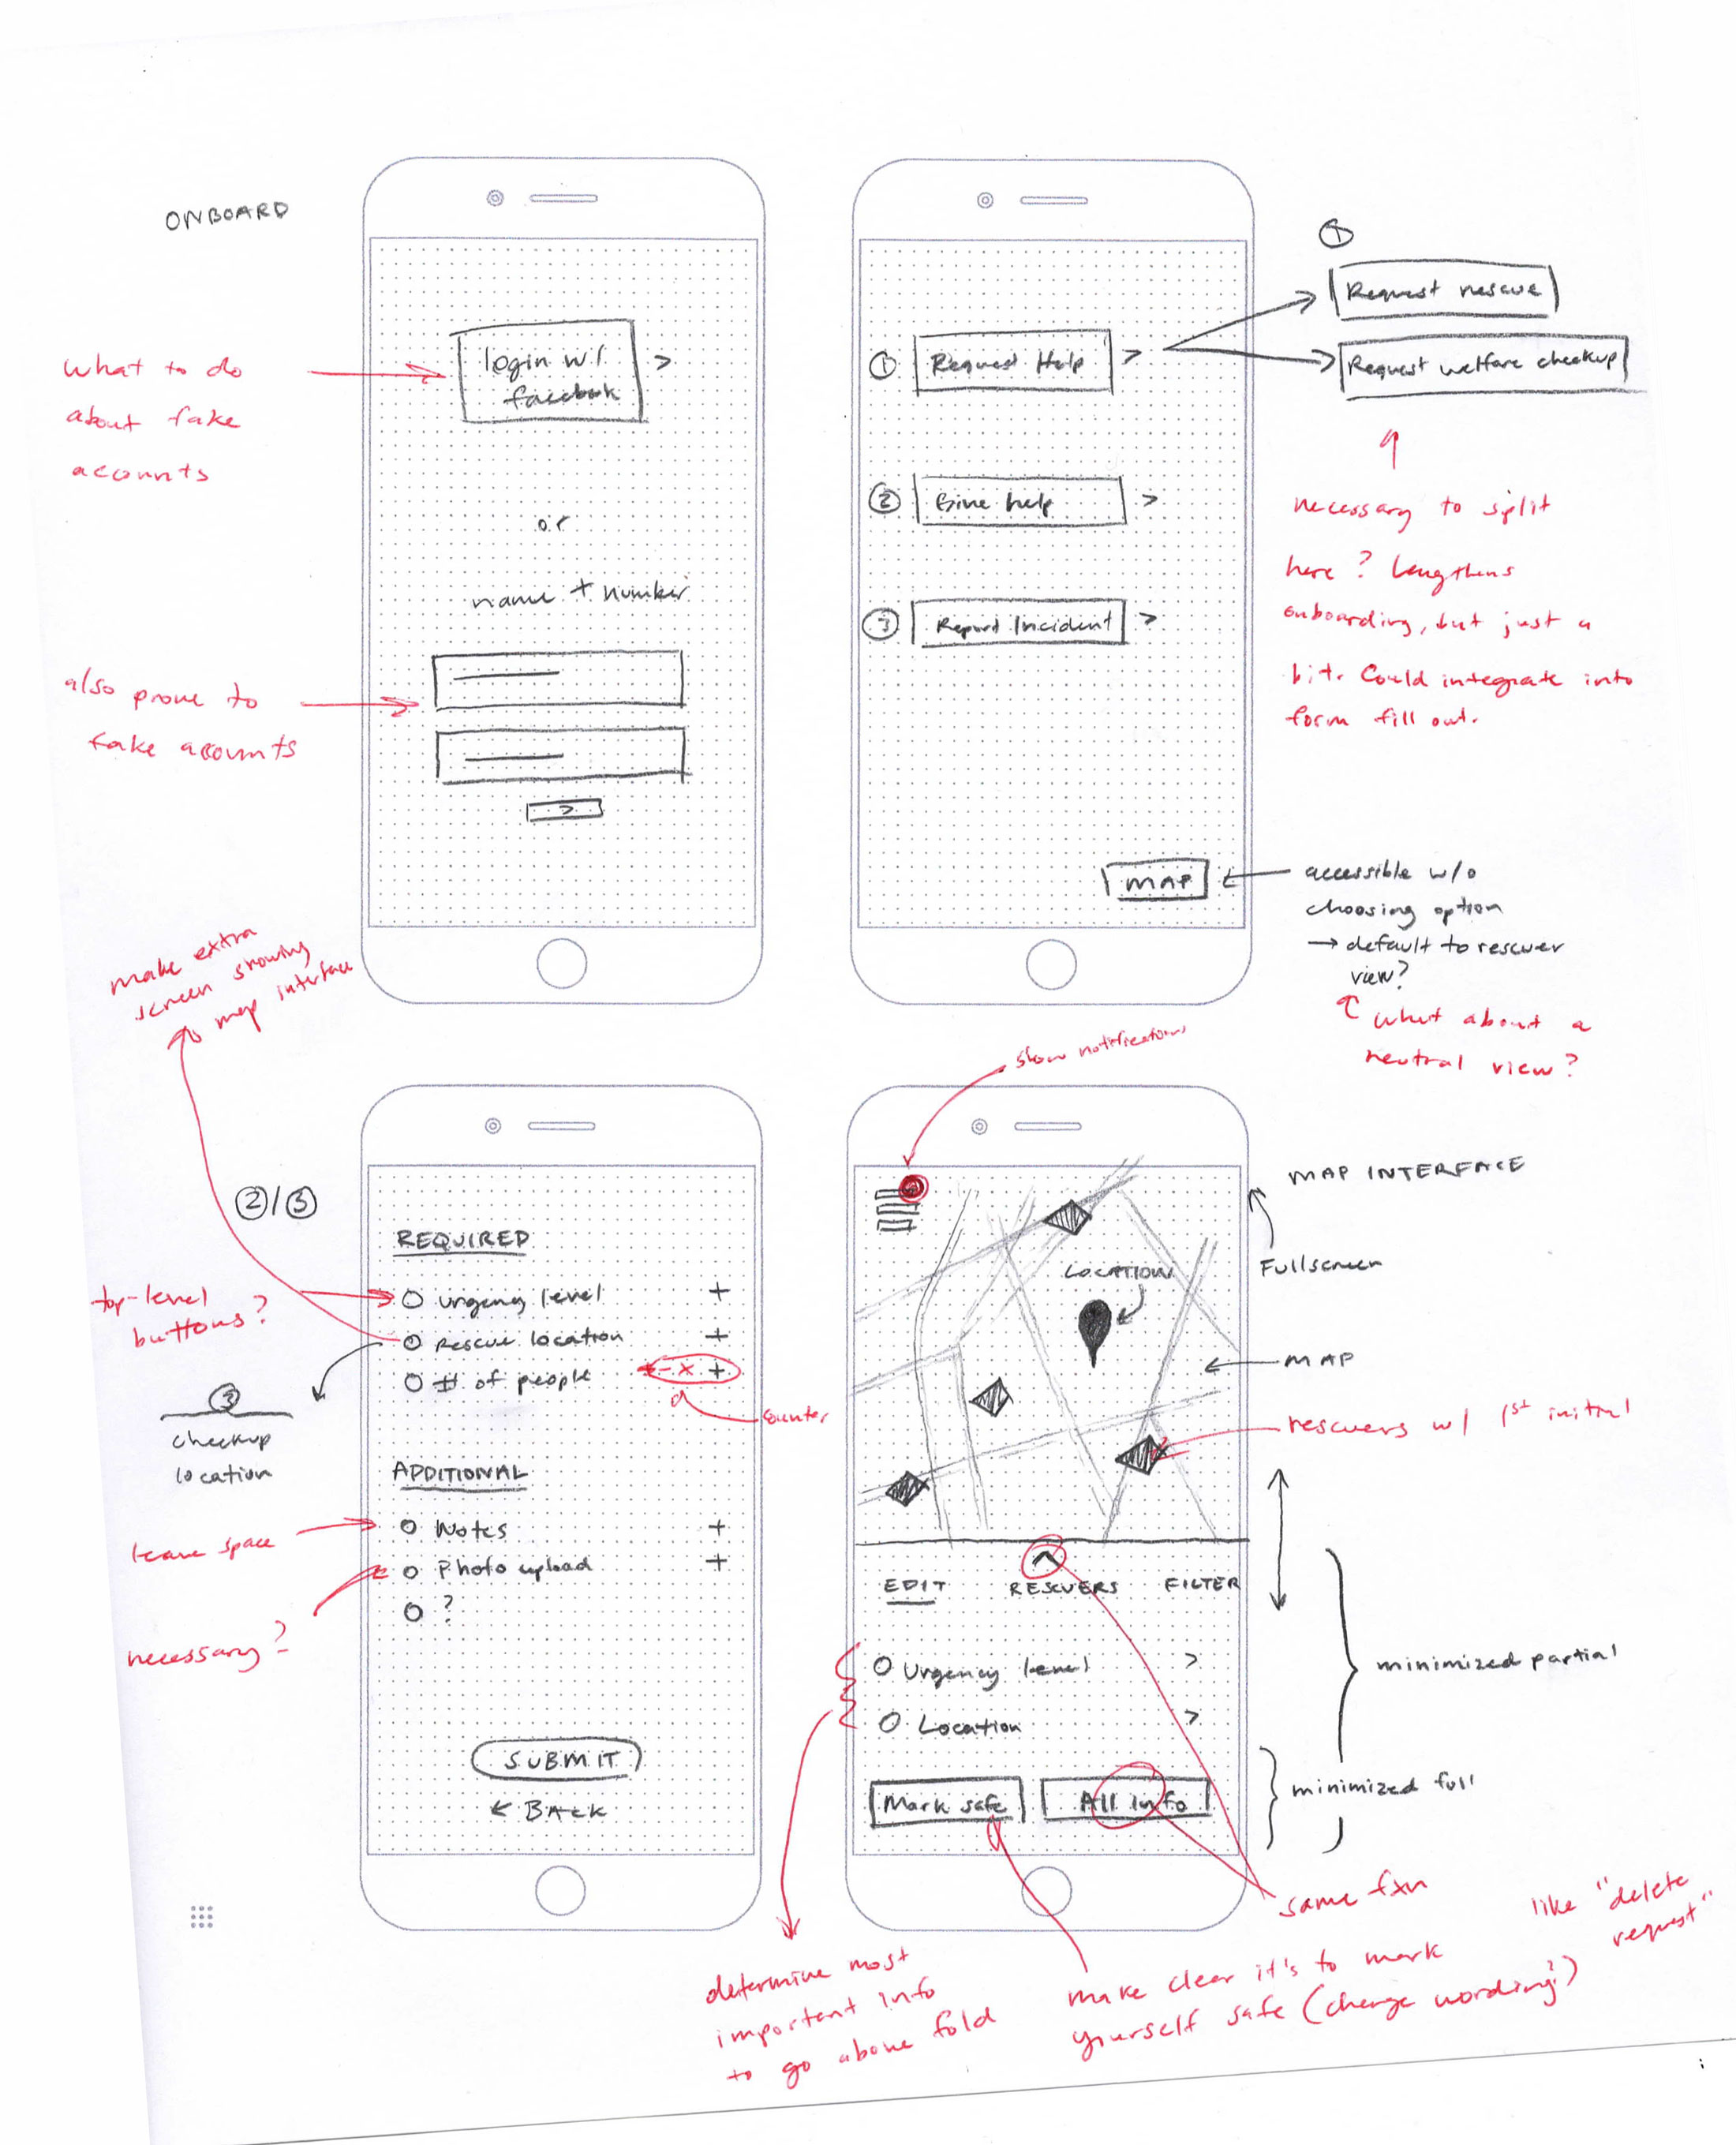 ONBOARD
login w/
facebook
>
or
name + number
>
what to do
about fake
accounts
also prone to
fake accounts
① Request Help >
② Give help >
③ Report Incident >
MAP
①
Request rescue
Request welfare checkup
necessary to split
here? Lengthens
onboarding, but just a
bit. Could integrate into
form fill out.
accessible w/o
choosing option
→ default to rescuer
view?
what about a
neutral view?
make extra
screen showing
map interface
②/③
REQUIRED
urgency level +
Rescue location +
# of people - x +
counter
top-level
buttons?
③
checkup
location
ADDITIONAL
Notes +
Photo upload +
?
leave space
necessary?
SUBMIT
← BACK
show notifications
LOCATION
MAP INTERFACE
Fullscreen
MAP
rescuers w/ 1st initial
EDIT RESCUERS FILTER
Urgency level >
Location >
Mark safe
All info
minimized partial
minimized full
same fxn
determine most
important info
to go above fold
make clear it's to mark
yourself safe (change wording?)
like "delete
request"